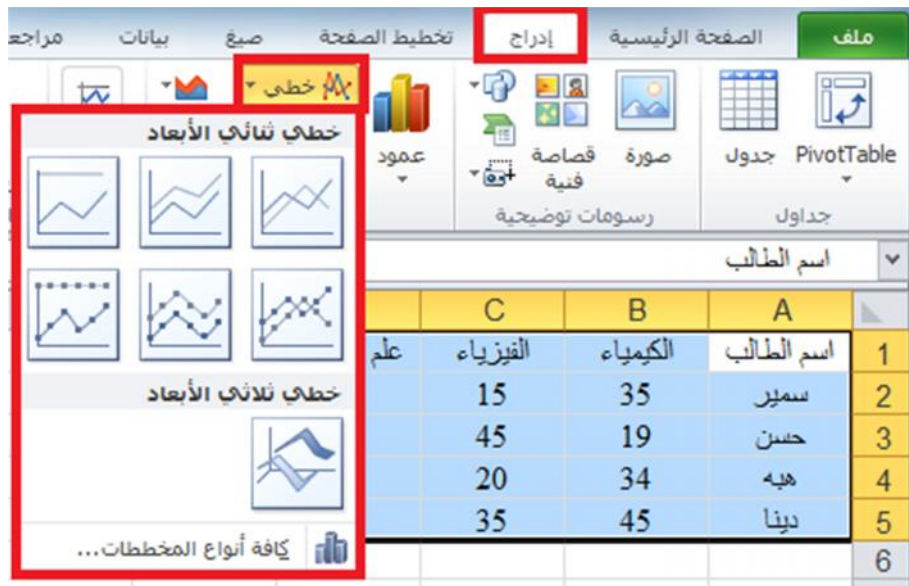 ملف الصفحة الرئيسية إدراج تخطيط الصفحة صيغ بيانات مراجعة
PivotTable جدول صورة قصاصة فنية عمود خطي
جداول رسومات توضيحية
خطي ثنائي الأبعاد
خطي ثلاثي الأبعاد
كافة أنواع المخططات...
اسم الطالب
A B C
1 اسم الطالب الكيمياء الفيزياء علم
2 سمير 35 15
3 حسن 19 45
4 هبه 34 20
5 دينا 45 35
6